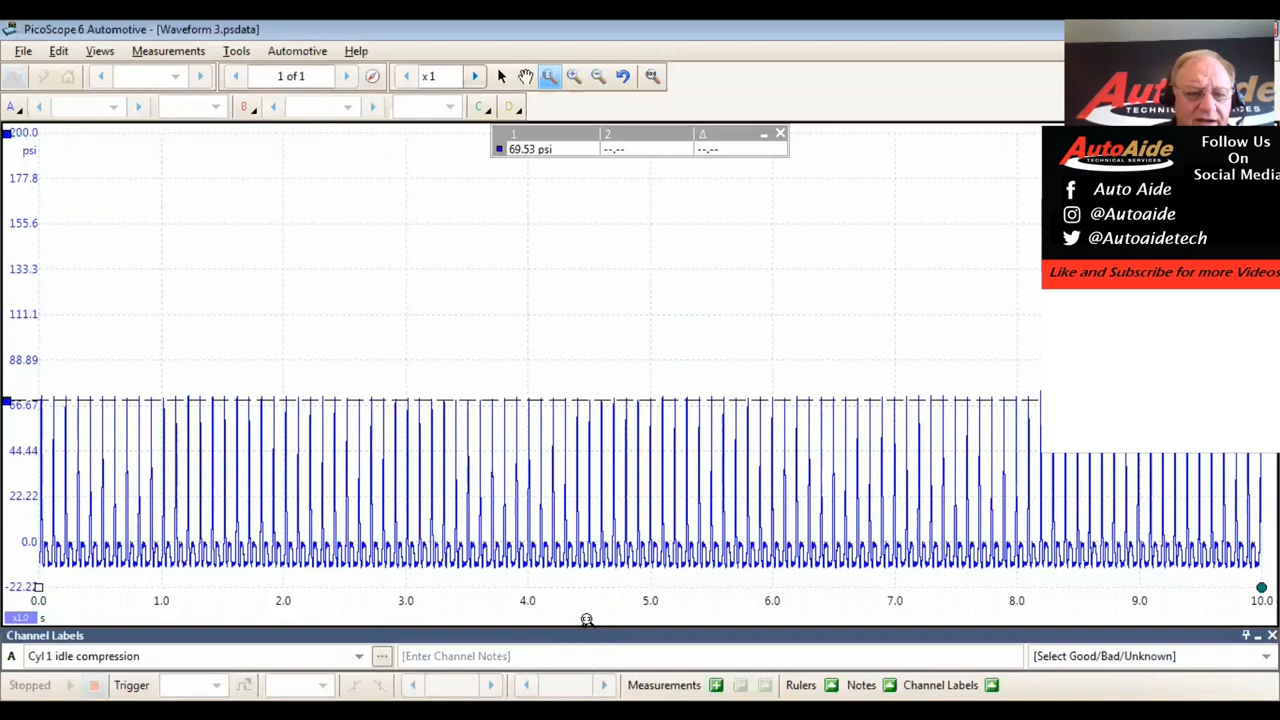 PicoScope 6 Automotive - [Waveform 3.psdata]
File Edit Views Measurements Tools Automotive Help
1 of 1 x1
A B C D
200.0
psi
177.8
155.6
133.3
111.1
88.89
66.67
44.44
22.22
0.0
-22.22
1 2 Δ
69.53 psi --.-- --.--
0.0 1.0 2.0 3.0 4.0 5.0 6.0 7.0 8.0 9.0 10.0
x1.0 s
AutoAide
TECHNICAL SERVICES
Follow Us
On
Social Media
Auto Aide
@Autoaide
@Autoaidetech
Like and Subscribe for more Videos
Channel Labels
A Cyl 1 idle compression ... [Enter Channel Notes] [Select Good/Bad/Unknown]
Stopped Trigger Measurements Rulers Notes Channel Labels